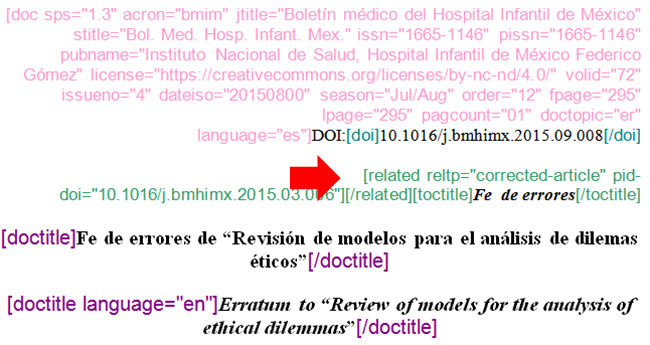 [doc sps="1.3" acron="bmim" jtitle="Boletín médico del Hospital Infantil de México"
stitle="Bol. Med. Hosp. Infant. Mex." issn="1665-1146" pissn="1665-1146"
pubname="Instituto Nacional de Salud, Hospital Infantil de México Federico
Gómez" license="https://creativecommons.org/licenses/by-nc-nd/4.0/" volid="72"
issueno="4" dateiso="20150800" season="Jul/Aug" order="12" fpage="295"
lpage="295" pagcount="01" doctopic="er"
language="es"]DOI:[doi]10.1016/j.bmhimx.2015.09.008[/doi]
[related reltp="corrected-article" pid-
doi="10.1016/j.bmhimx.2015.03.006"][/related][toctitle]Fe de errores[/toctitle]
[doctitle]Fe de errores de “Revisión de modelos para el análisis de dilemas
éticos”[/doctitle]
[doctitle language="en"]Erratum to “Review of models for the analysis of
ethical dilemmas”[/doctitle]